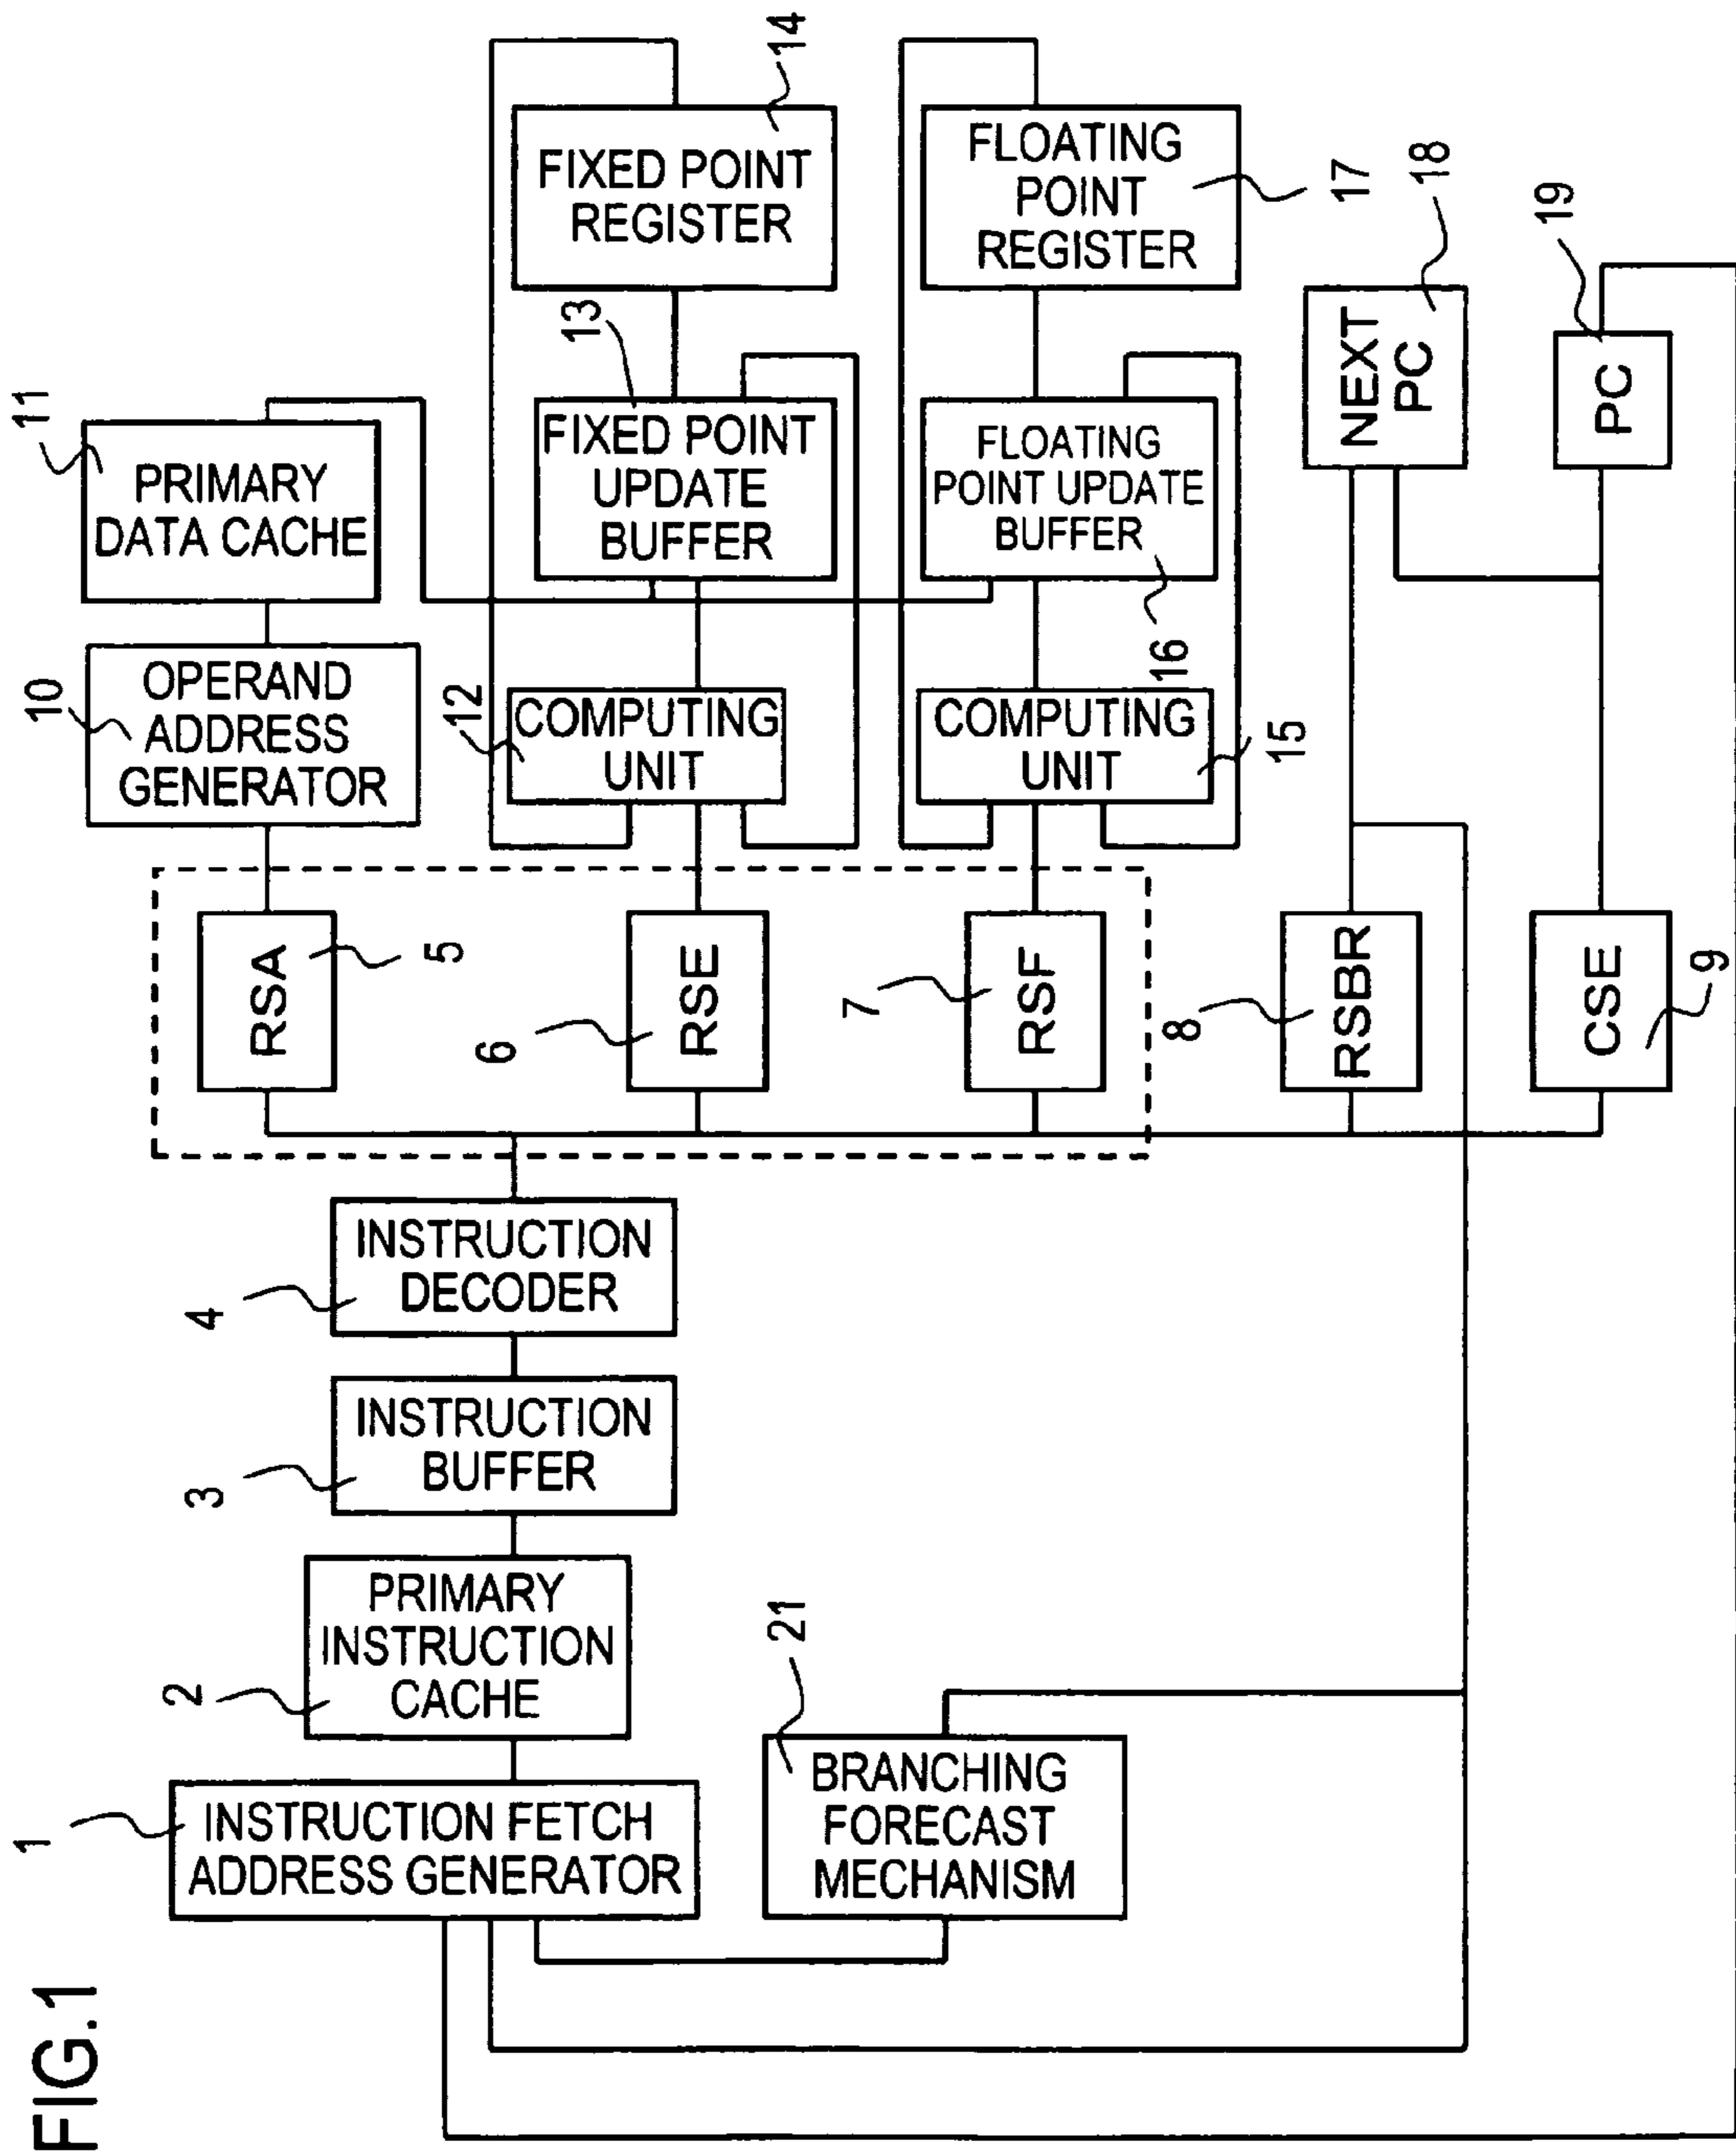 FIG.1
1
INSTRUCTION FETCH
ADDRESS GENERATOR
2
PRIMARY
INSTRUCTION
CACHE
3
INSTRUCTION
BUFFER
4
INSTRUCTION
DECODER
21
BRANCHING
FORECAST
MECHANISM
RSA
5
6
RSE
7
RSF
8
RSBR
CSE
9
10
OPERAND
ADDRESS
GENERATOR
11
PRIMARY
DATA CACHE
12
COMPUTING
UNIT
13
FIXED POINT
UPDATE
BUFFER
14
FIXED POINT
REGISTER
COMPUTING
UNIT
15
FLOATING
POINT UPDATE
BUFFER
16
FLOATING
POINT
REGISTER
17
NEXT
PC
18
19
PC